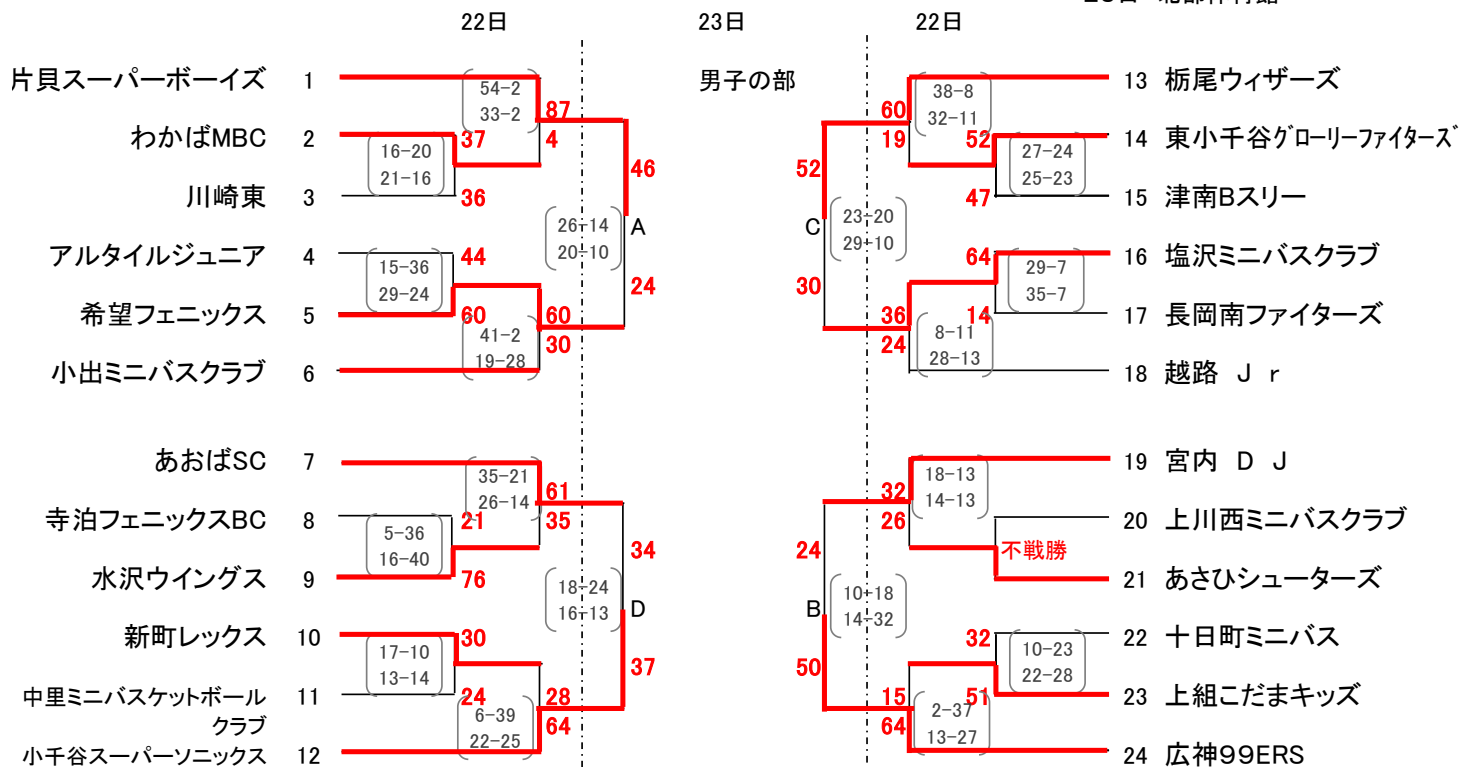 22日
23日
22日
男子の部
片貝スーパーボーイズ 1
わかばMBC 2
川崎東 3
アルタイルジュニア 4
希望フェニックス 5
小出ミニバスクラブ 6
あおばSC 7
寺泊フェニックスBC 8
水沢ウイングス 9
新町レックス 10
中里ミニバスケットボール 11
クラブ
小千谷スーパーソニックス 12
54-2
33-2
87
4
16-20
21-16
37
36
15-36
29-24
44
60
41-2
19-28
60
30
46
26-14
20-10
A
24
35-21
26-14
61
35
5-36
16-40
21
76
17-10
13-14
30
24
6-39
22-25
28
64
34
18-24
16-13
D
37
52
C
23-20
29-10
30
60
19
38-8
32-11
52
47
27-24
25-23
64
14
29-7
35-7
36
24
8-11
28-13
24
B
10-18
14-32
50
32
26
18-13
14-13
不戦勝
32
51
10-23
22-28
15
64
2-37
13-27
13 栃尾ウィザーズ
14 東小千谷グローリーファイターズ
15 津南Bスリー
16 塩沢ミニバスクラブ
17 長岡南ファイターズ
18 越路 Jr
19 宮内 D J
20 上川西ミニバスクラブ
21 あさひシューターズ
22 十日町ミニバス
23 上組こだまキッズ
24 広神99ERS